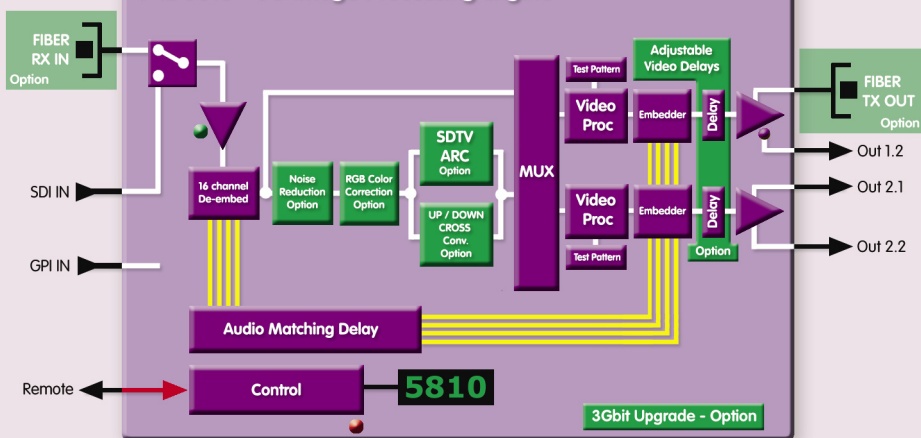 FIBER
RX IN
Option
SDI IN
GPI IN
Remote
16 channel
De-embed
Noise
Reduction
Option
RGB Color
Correction
Option
SDTV
ARC
Option
UP / DOWN
CROSS
Conv.
Option
MUX
Test Pattern
Video
Proc
Embedder
Delay
Adjustable
Video Delays
Video
Proc
Test Pattern
Embedder
Delay
Option
FIBER
TX OUT
Option
Out 1.2
Out 2.1
Out 2.2
Audio Matching Delay
Control
5810
3Gbit Upgrade - Option